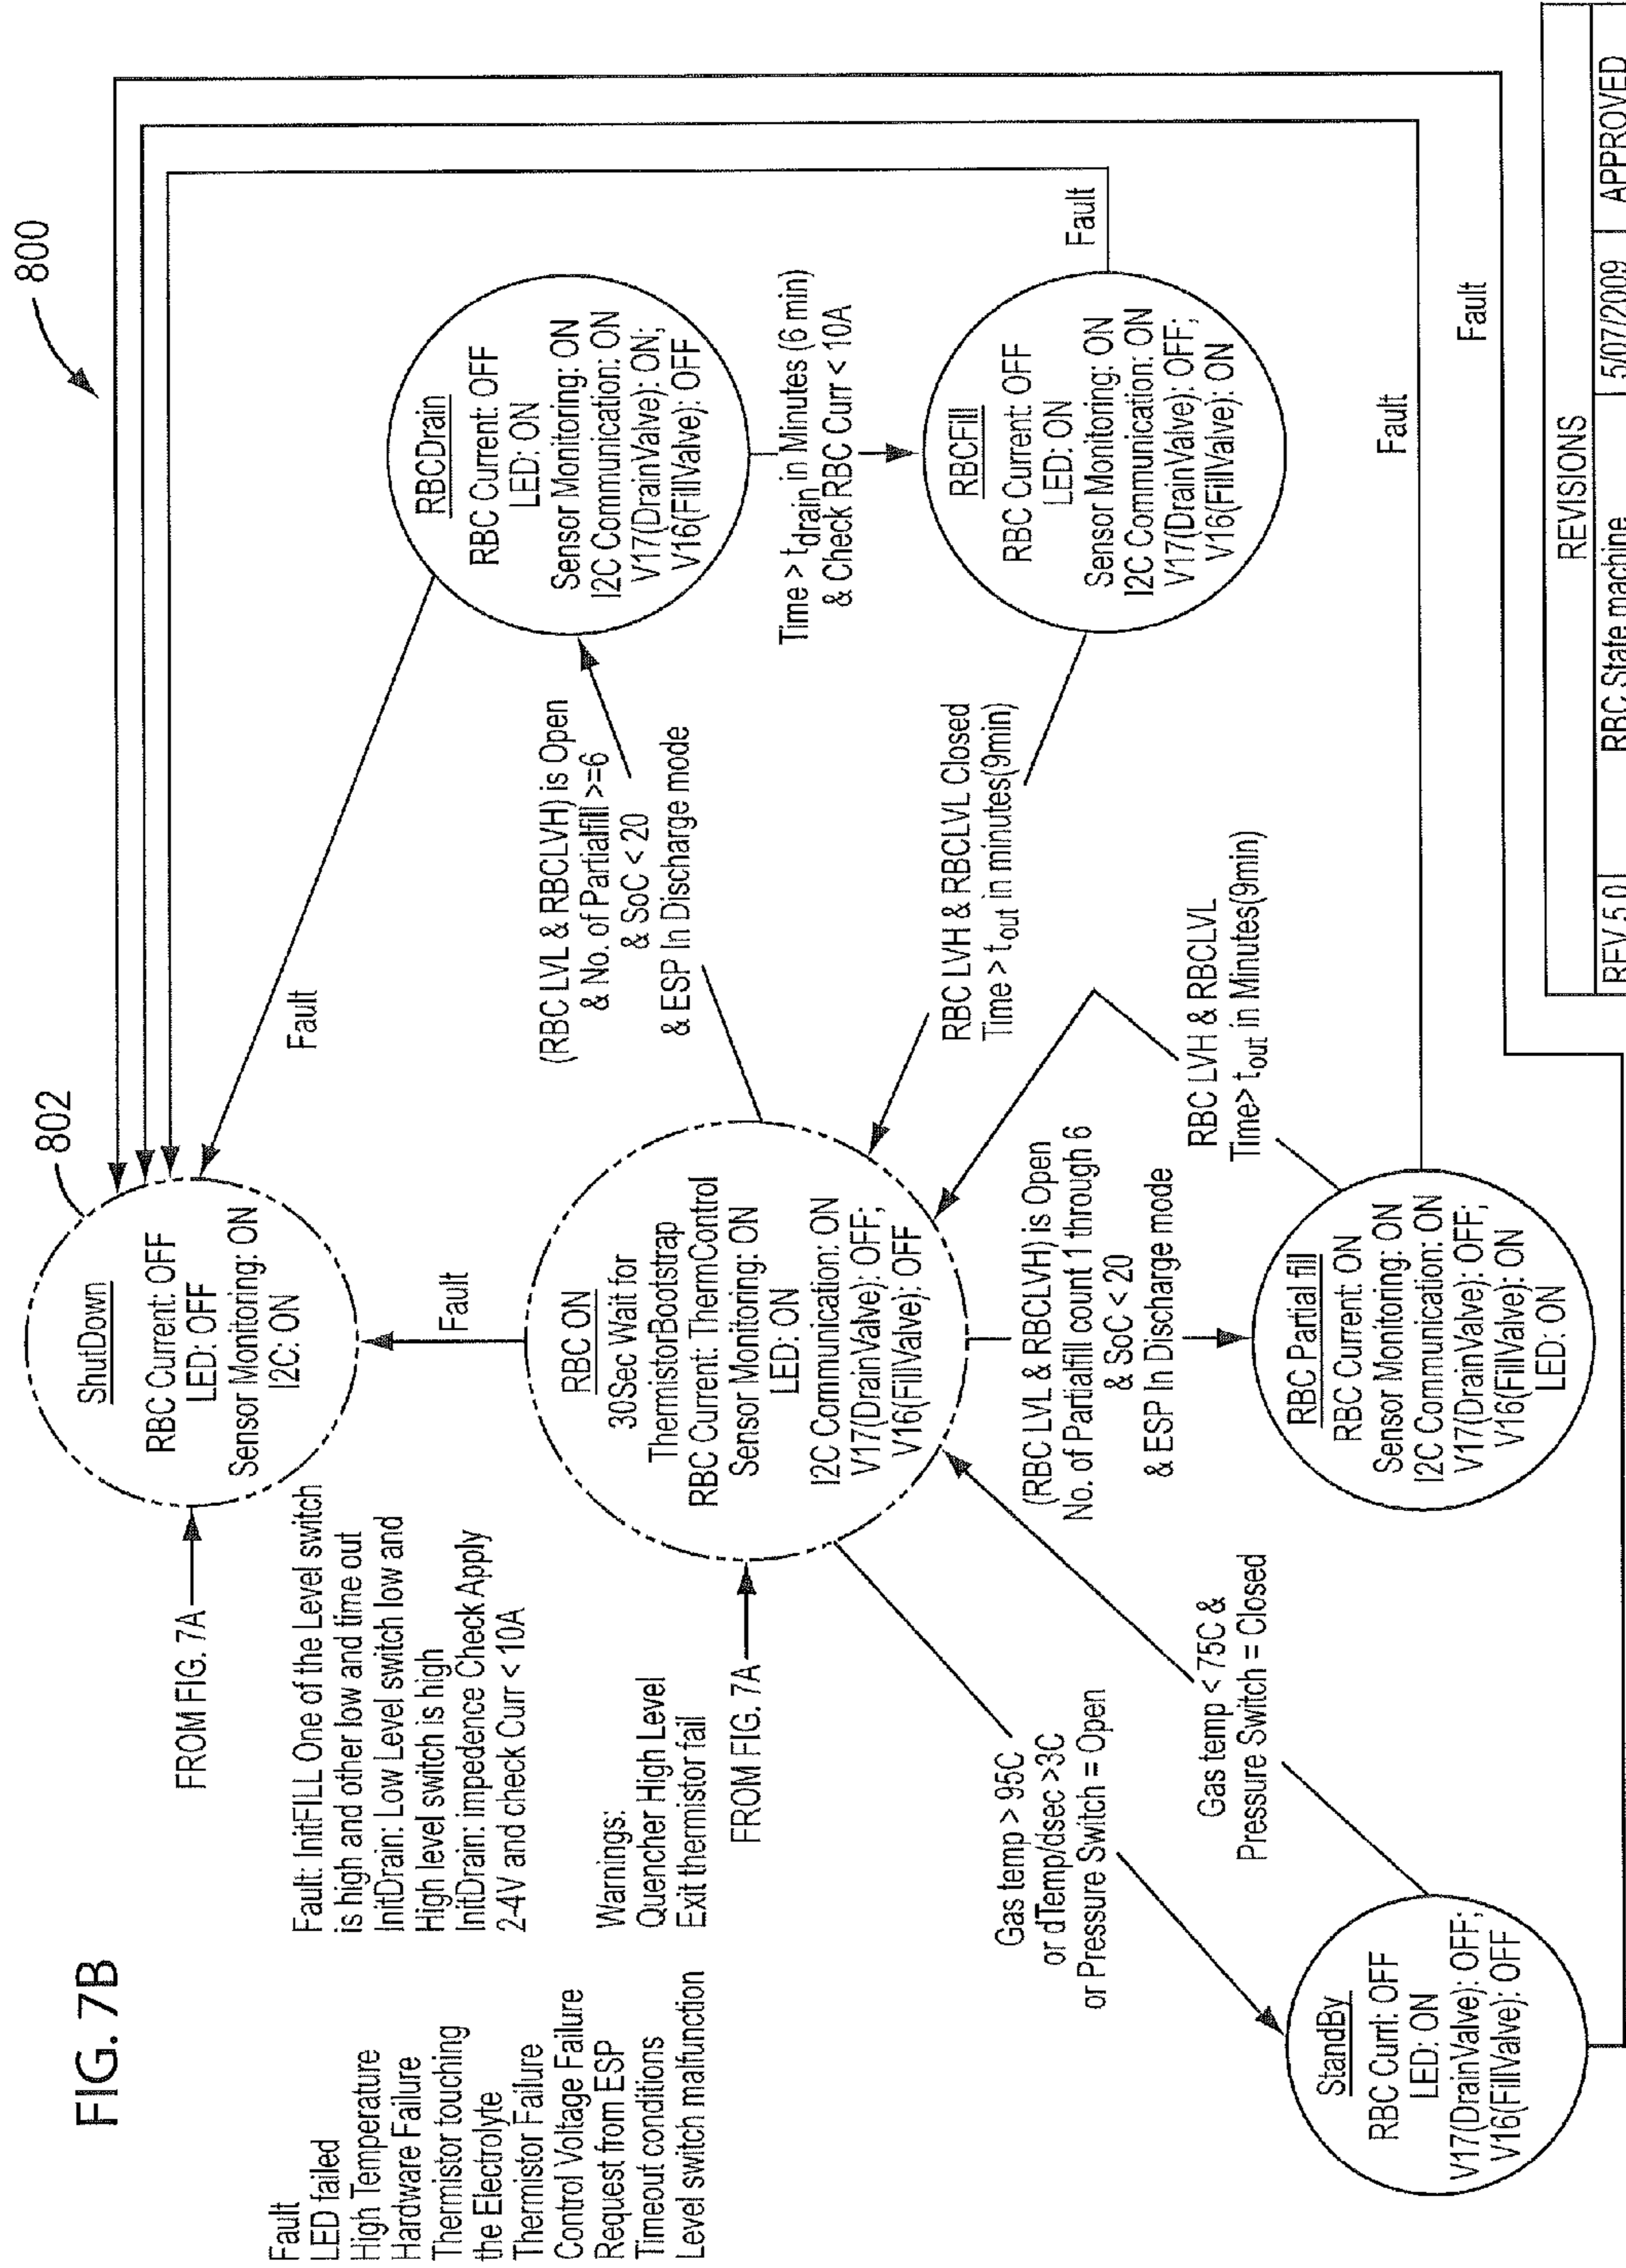 FIG. 7B
800
Fault
LED failed
High Temperature
Hardware Failure
Thermistor touching
the Electrolyte
Thermistor Failure
Control Voltage Failure
Request from ESP
Timeout conditions
Level switch malfunction
FROM FIG. 7A
802
ShutDown
RBC Current: OFF
LED: OFF
Sensor Monitoring: ON
I2C: ON
Fault: InitFILL One of the Level switch
is high and other low and time out
InitDrain: Low Level switch low and
High level switch is high
InitDrain: impedence Check Apply
2-4V and check Curr < 10A
Warnings:
Quencher High Level
Exit thermistor fail
Fault
Fault
FROM FIG. 7A
RBC ON
30Sec Wait for
ThermistorBootstrap
RBC Current: ThermControl
Sensor Monitoring: ON
LED: ON
I2C Communication: ON
V17(DrainValve): OFF;
V16(FillValve): OFF
(RBC LVL & RBCLVH) is Open
& No. of Partialfill >=6
& SoC < 20
& ESP In Discharge mode
RBCDrain
RBC Current: OFF
LED: ON
Sensor Monitoring: ON
I2C Communication: ON
V17(DrainValve): ON;
V16(FillValve): OFF
Time > tdrain in Minutes (6 min)
& Check RBC Curr < 10A
RBCFill
RBC Current: OFF
LED: ON
Sensor Monitoring: ON
I2C Communication: ON
V17(DrainValve): OFF;
V16(FillValve): ON
Fault
RBC LVH & RBCLVL Closed
Time > tout in minutes(9min)
RBC LVH & RBCLVL
Time> tout in Minutes(9min)
(RBC LVL & RBCLVH) is Open
No. of Partialfill count 1 through 6
& SoC < 20
& ESP In Discharge mode
Gas temp > 95C
or dTemp/dsec >3C
or Pressure Switch = Open
Gas temp < 75C &
Pressure Switch = Closed
StandBy
RBC Currl: OFF
LED: ON
V17(DrainValve): OFF;
V16(FillValve): OFF
RBC Partial fill
RBC Current: ON
Sensor Monitoring: ON
I2C Communication: ON
V17(DrainValve): OFF;
V16(FillValve): ON
LED: ON
Fault
Fault
REVISIONS
REV 5.0 RBC State machine 5/07/2009 APPROVED